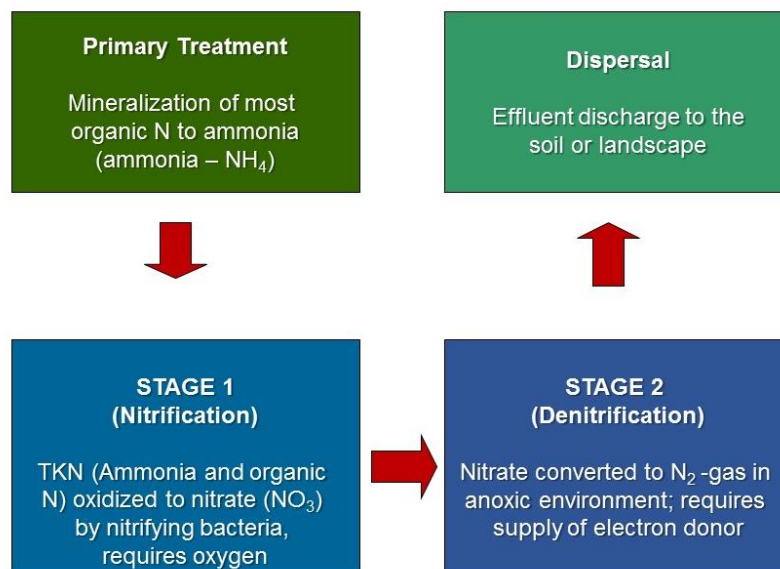 Primary Treatment
Mineralization of most
organic N to ammonia
(ammonia – NH₄)
STAGE 1
(Nitrification)
TKN (Ammonia and organic
N) oxidized to nitrate (NO₃)
by nitrifying bacteria,
requires oxygen
STAGE 2
(Denitrification)
Nitrate converted to N₂ -gas in
anoxic environment; requires
supply of electron donor
Dispersal
Effluent discharge to the
soil or landscape